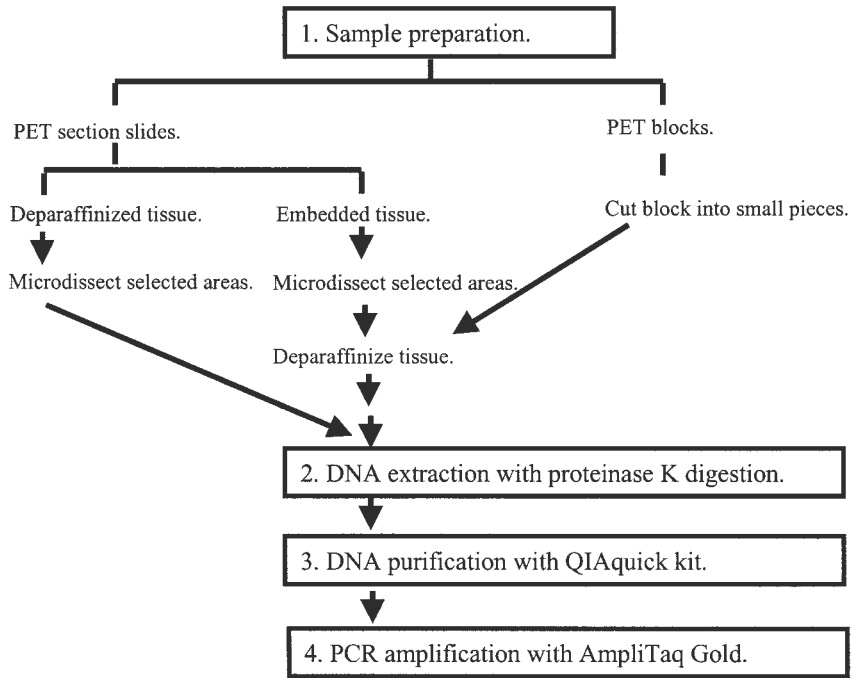 1. Sample preparation.
PET section slides.
PET blocks.
Deparaffinized tissue.
Embedded tissue.
Cut block into small pieces.
Microdissect selected areas.
Microdissect selected areas.
Deparaffinize tissue.
2. DNA extraction with proteinase K digestion.
3. DNA purification with QIAquick kit.
4. PCR amplification with AmpliTaq Gold.